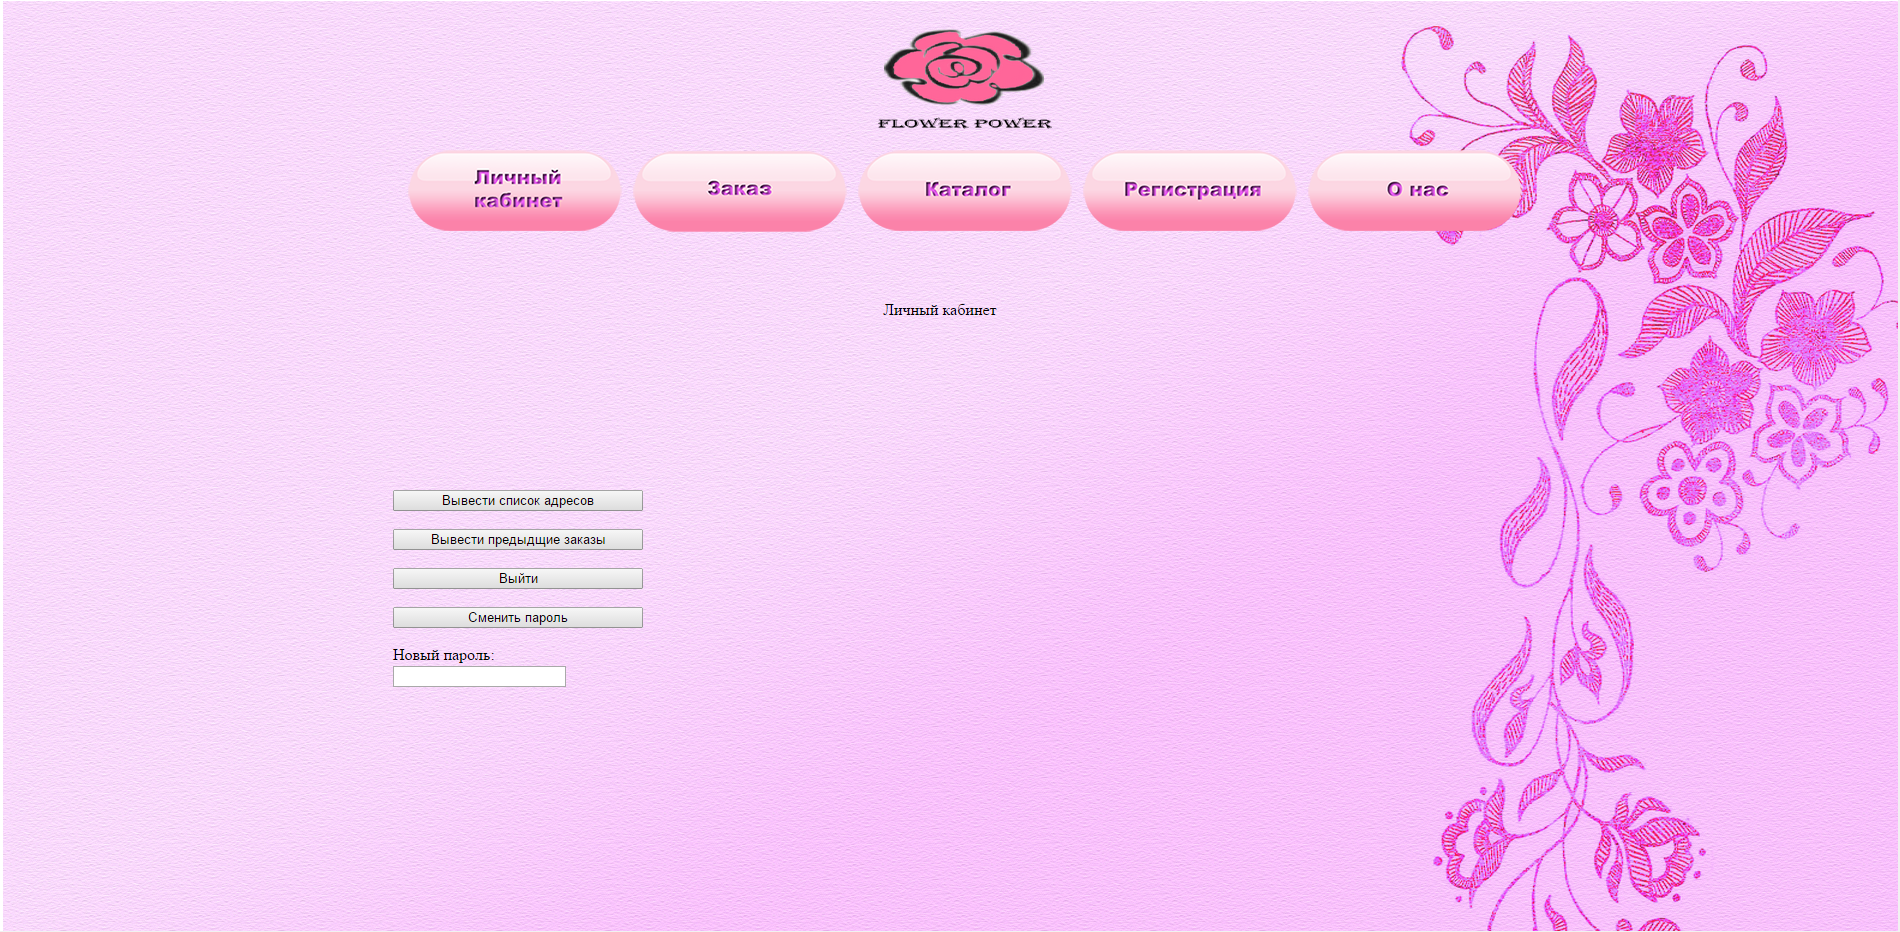 FLOWER POWER
Личный
кабинет
Заказ
Каталог
Регистрация
О нас
Личный кабинет
Вывести список адресов
Вывести предыдщие заказы
Выйти
Сменить пароль
Новый пароль: